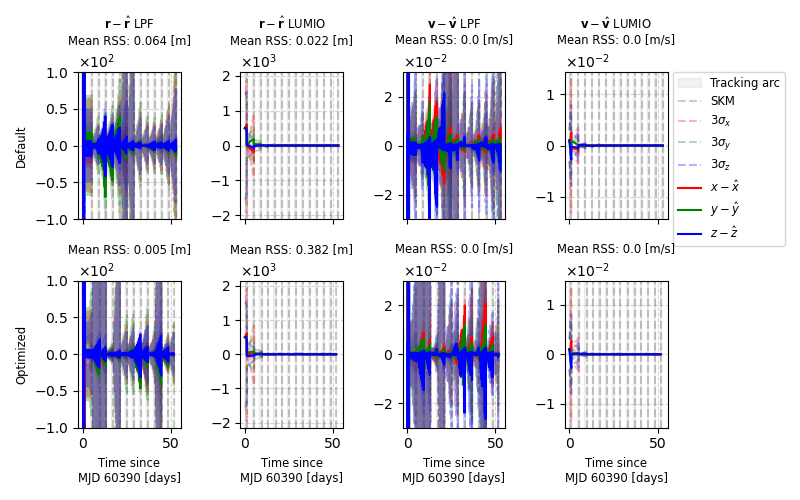 r − r̂ LPF
Mean RSS: 0.064 [m]
r − r̂ LUMIO
Mean RSS: 0.022 [m]
v − v̂ LPF
Mean RSS: 0.0 [m/s]
v − v̂ LUMIO
Mean RSS: 0.0 [m/s]
Default
×10²
1.0
0.5
0.0
−0.5
−1.0
×10³
2
1
0
−1
−2
×10⁻²
2
0
−2
×10⁻²
1
0
−1
Tracking arc
SKM
3σₓ
3σᵧ
3σ_z
x − x̂
y − ŷ
z − ẑ
Mean RSS: 0.005 [m]
Mean RSS: 0.382 [m]
Mean RSS: 0.0 [m/s]
Mean RSS: 0.0 [m/s]
Optimized
×10²
1.0
0.5
0.0
−0.5
−1.0
×10³
2
1
0
−1
−2
×10⁻²
2
0
−2
×10⁻²
1
0
−1
0 50
0 50
0 50
0 50
Time since
MJD 60390 [days]
Time since
MJD 60390 [days]
Time since
MJD 60390 [days]
Time since
MJD 60390 [days]